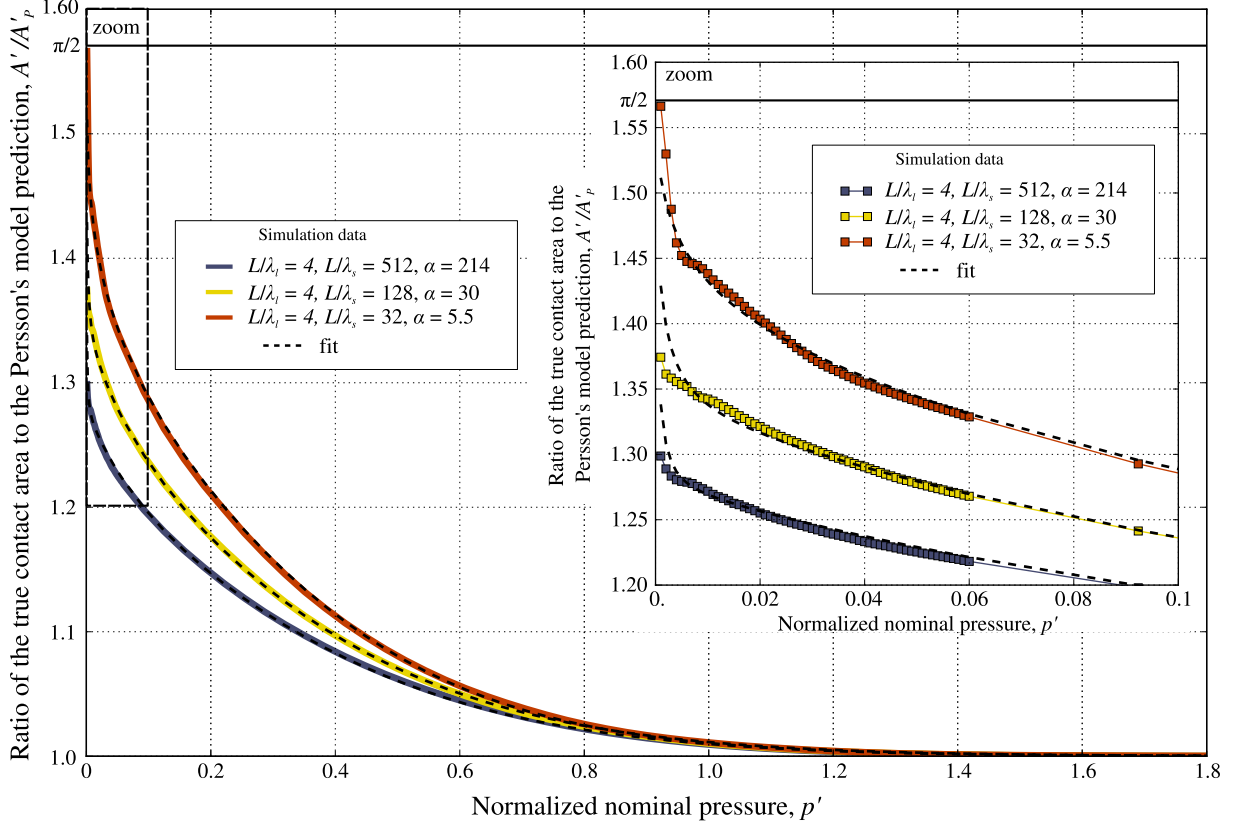 Ratio of the true contact area to the Persson's model prediction, A′/A′P
1.60
π/2
1.5
1.4
1.3
1.2
1.1
1.0
zoom
Simulation data
L/λl = 4, L/λs = 512, α = 214
L/λl = 4, L/λs = 128, α = 30
L/λl = 4, L/λs = 32, α = 5.5
fit
0 0.2 0.4 0.6 0.8 1.0 1.2 1.4 1.6 1.8
Normalized nominal pressure, p′
Ratio of the true contact area to the
Persson's model prediction, A′/A′P
1.60
π/2
1.55
1.50
1.45
1.40
1.35
1.30
1.25
1.20
zoom
Simulation data
L/λl = 4, L/λs = 512, α = 214
L/λl = 4, L/λs = 128, α = 30
L/λl = 4, L/λs = 32, α = 5.5
fit
0. 0.02 0.04 0.06 0.08 0.1
Normalized nominal pressure, p′